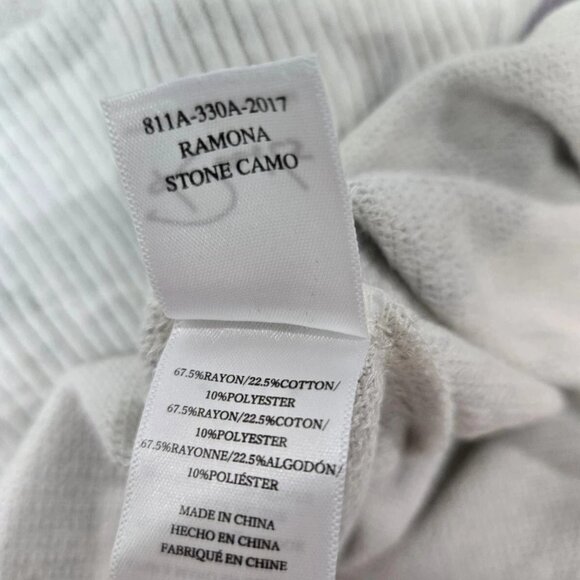 811A-330A-2017
RAMONA
STONE CAMO
67.5%RAYON/22.5%COTTON/
10%POLYESTER
67.5%RAYON/22.5%COTON/
10%POLYESTER
67.5%RAYONNE/22.5%ALGODÓN/
10%POLIÉSTER
MADE IN CHINA
HECHO EN CHINA
FABRIQUÉ EN CHINE